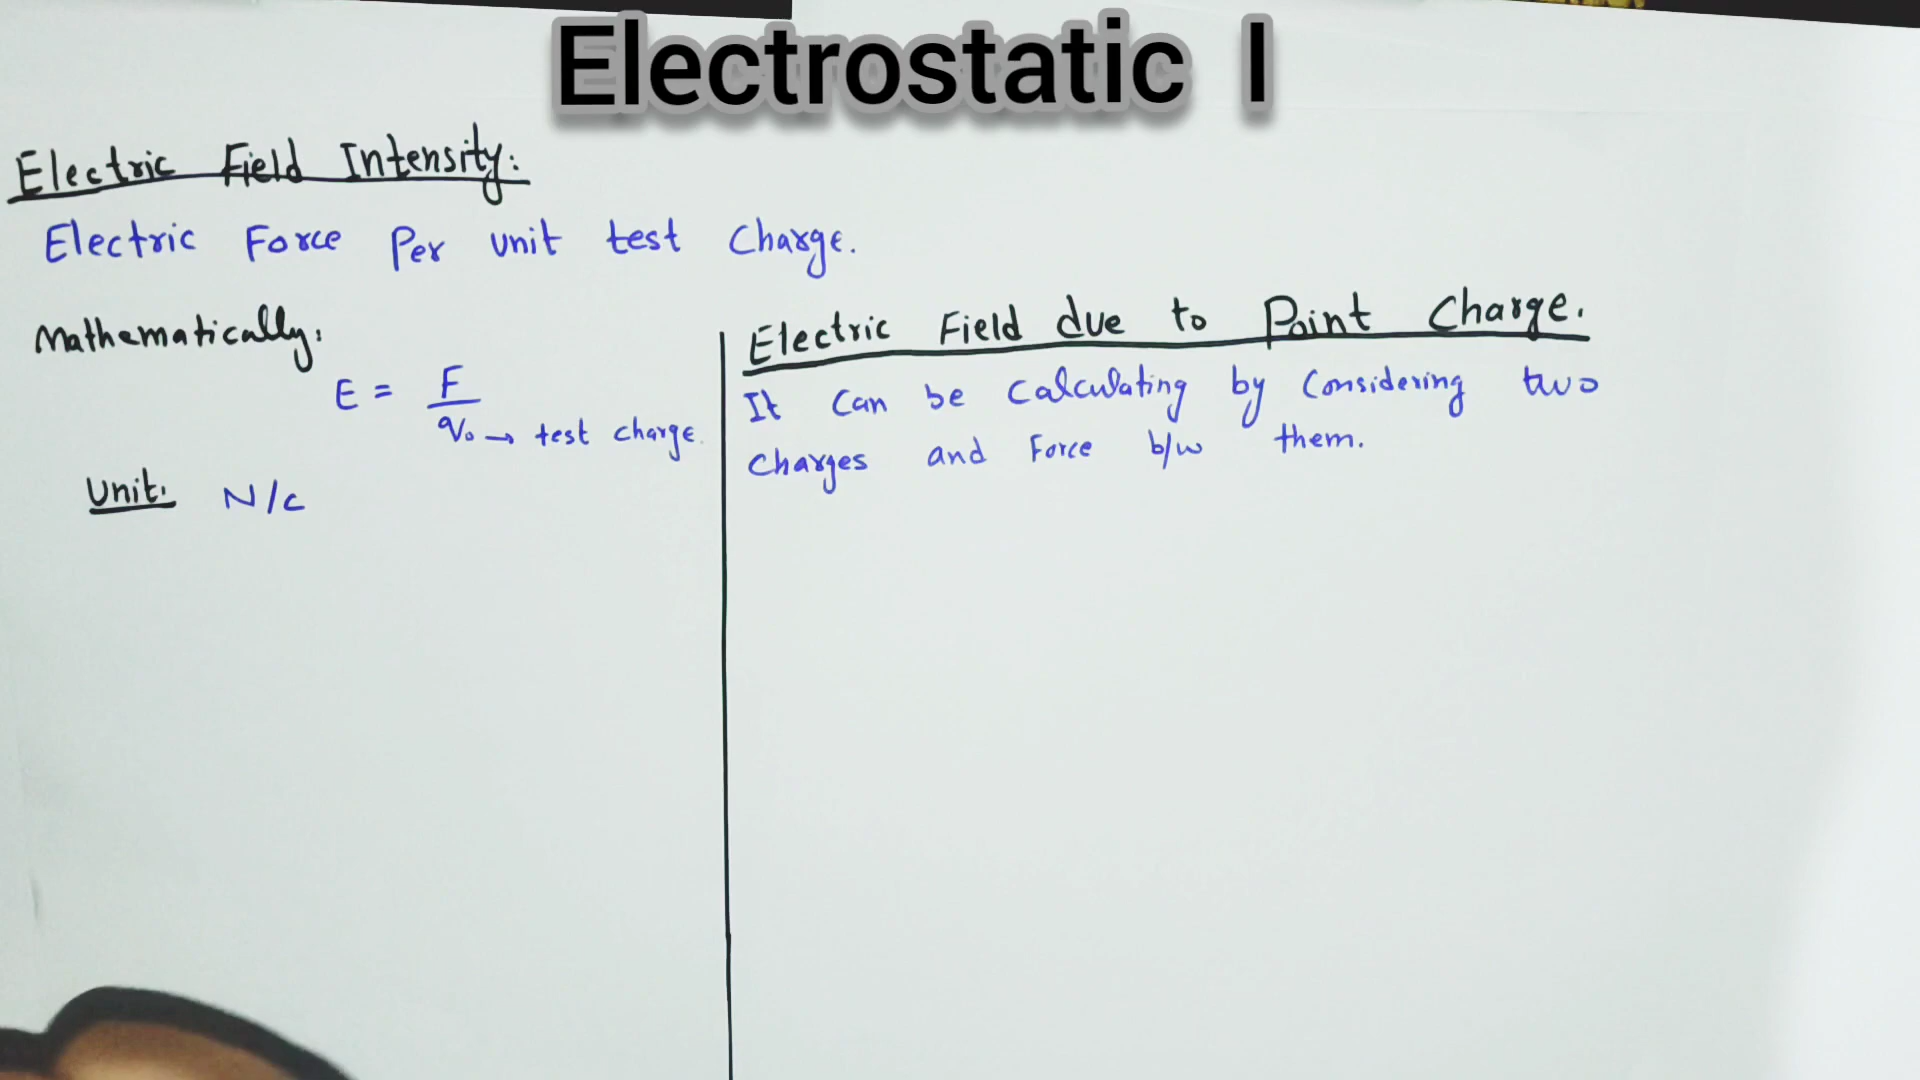 Electrostatic I
Electric Field Intensity:
Electric Force Per unit test Charge.
Mathematically:
E = F
q₀ → test charge.
Unit: N/C
Electric Field due to Point Charge.
It can be calculating by Considering two
charges and Force b/w them.